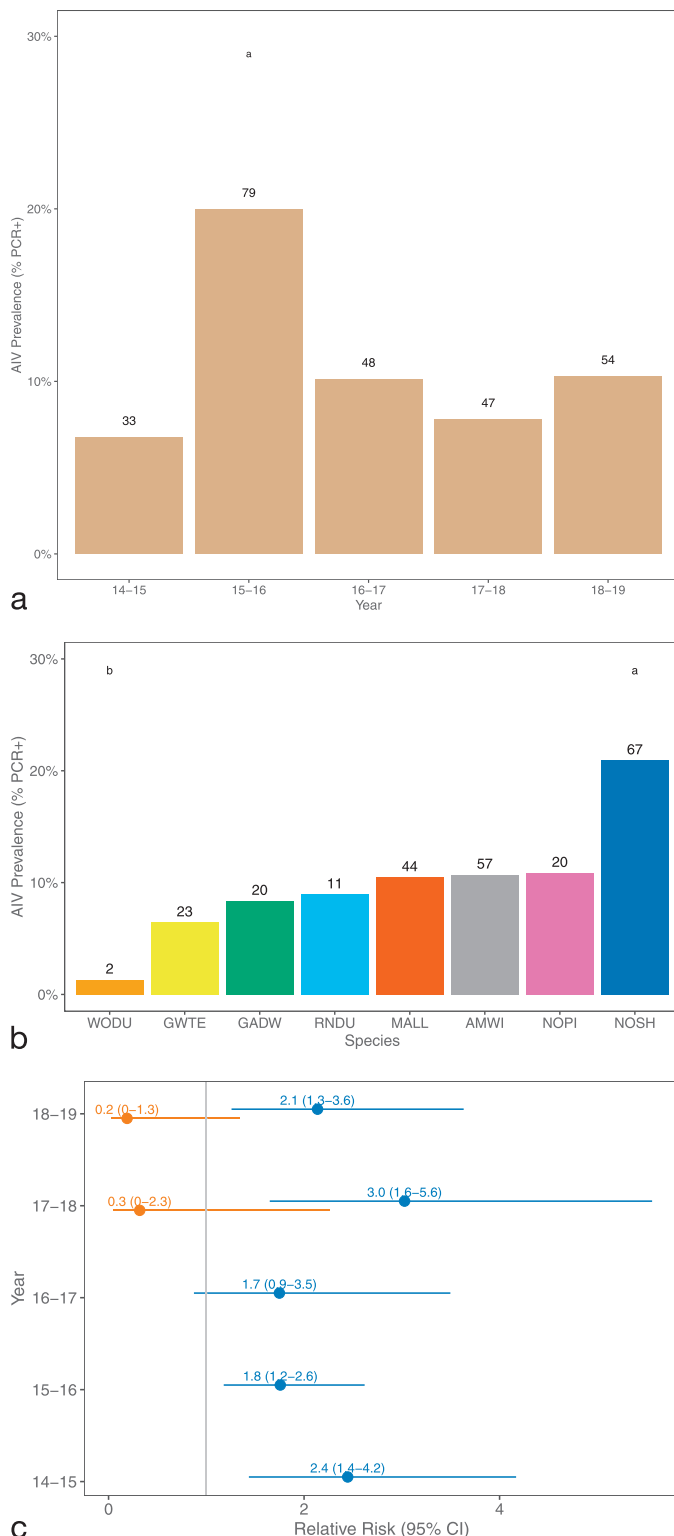 30%
a
79
20%
48
54
47
33
10%
0%
AIV Prevalence (% PCR+)
14–15 15–16 16–17 17–18 18–19
Year
a
30%
b a
67
20%
57 20
44
11
20
23
2
10%
0%
AIV Prevalence (% PCR+)
WODU GWTE GADW RNDU MALL AMWI NOPI NOSH
Species
b
18–19
0.2 (0–1.3) 2.1 (1.3–3.6)
17–18
0.3 (0–2.3) 3.0 (1.6–5.6)
16–17
1.7 (0.9–3.5)
15–16
1.8 (1.2–2.6)
14–15
2.4 (1.4–4.2)
Year
0 2 4
Relative Risk (95% CI)
c